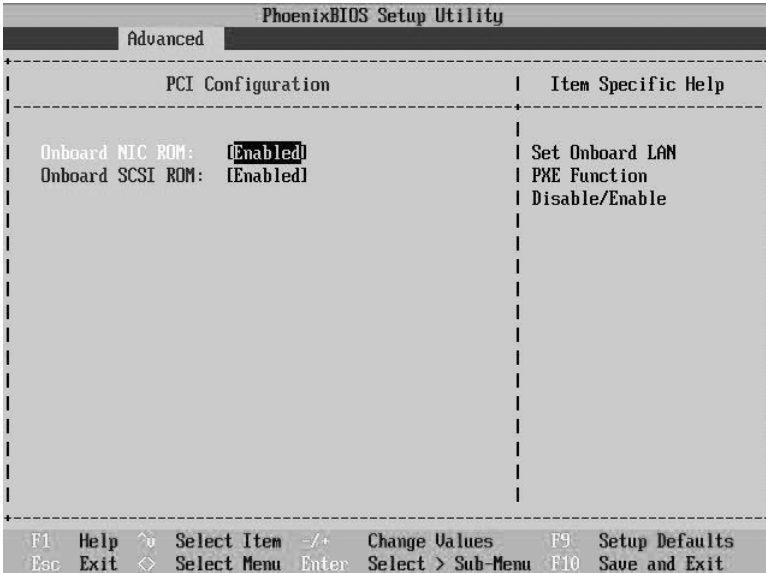 PhoenixBIOS Setup Utility
Advanced
PCI Configuration
Item Specific Help
Onboard NIC ROM: [Enabled]
Onboard SCSI ROM: [Enabled]
Set Onboard LAN
PXE Function
Disable/Enable
F1 Help ^v Select Item -/+ Change Values F9 Setup Defaults
Esc Exit <> Select Menu Enter Select > Sub-Menu F10 Save and Exit